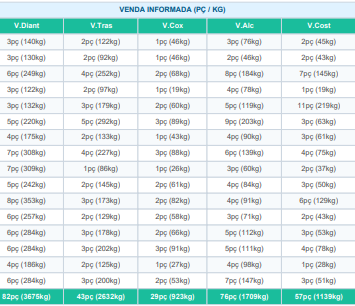 VENDA INFORMADA (PÇ / KG)
V.Diant V.Tras V.Cox V.Alc V.Cost
3pç (140kg) 2pç (122kg) 1pç (46kg) 3pç (76kg) 2pç (45kg)
3pç (130kg) 2pç (92kg) 1pç (46kg) 2pç (46kg) 2pç (43kg)
6pç (249kg) 4pç (252kg) 2pç (68kg) 8pç (184kg) 7pç (145kg)
3pç (122kg) 2pç (97kg) 1pç (19kg) 4pç (78kg) 1pç (19kg)
3pç (132kg) 3pç (179kg) 2pç (60kg) 5pç (119kg) 11pç (219kg)
5pç (220kg) 5pç (292kg) 3pç (89kg) 9pç (203kg) 3pç (63kg)
4pç (175kg) 2pç (133kg) 1pç (43kg) 4pç (90kg) 3pç (61kg)
7pç (308kg) 4pç (227kg) 3pç (88kg) 6pç (139kg) 4pç (75kg)
7pç (309kg) 1pç (86kg) 1pç (26kg) 3pç (60kg) 2pç (37kg)
5pç (242kg) 2pç (145kg) 2pç (61kg) 4pç (84kg) 3pç (50kg)
8pç (353kg) 3pç (173kg) 2pç (82kg) 4pç (91kg) 6pç (129kg)
6pç (257kg) 2pç (129kg) 2pç (58kg) 3pç (71kg) 2pç (43kg)
6pç (284kg) 3pç (178kg) 2pç (66kg) 5pç (112kg) 3pç (53kg)
6pç (284kg) 3pç (202kg) 3pç (91kg) 5pç (111kg) 4pç (78kg)
4pç (186kg) 2pç (125kg) 1pç (27kg) 4pç (98kg) 1pç (28kg)
6pç (284kg) 3pç (200kg) 2pç (53kg) 7pç (147kg) 3pç (51kg)
82pç (3675kg) 43pç (2632kg) 29pç (923kg) 76pç (1709kg) 57pç (1139kg)